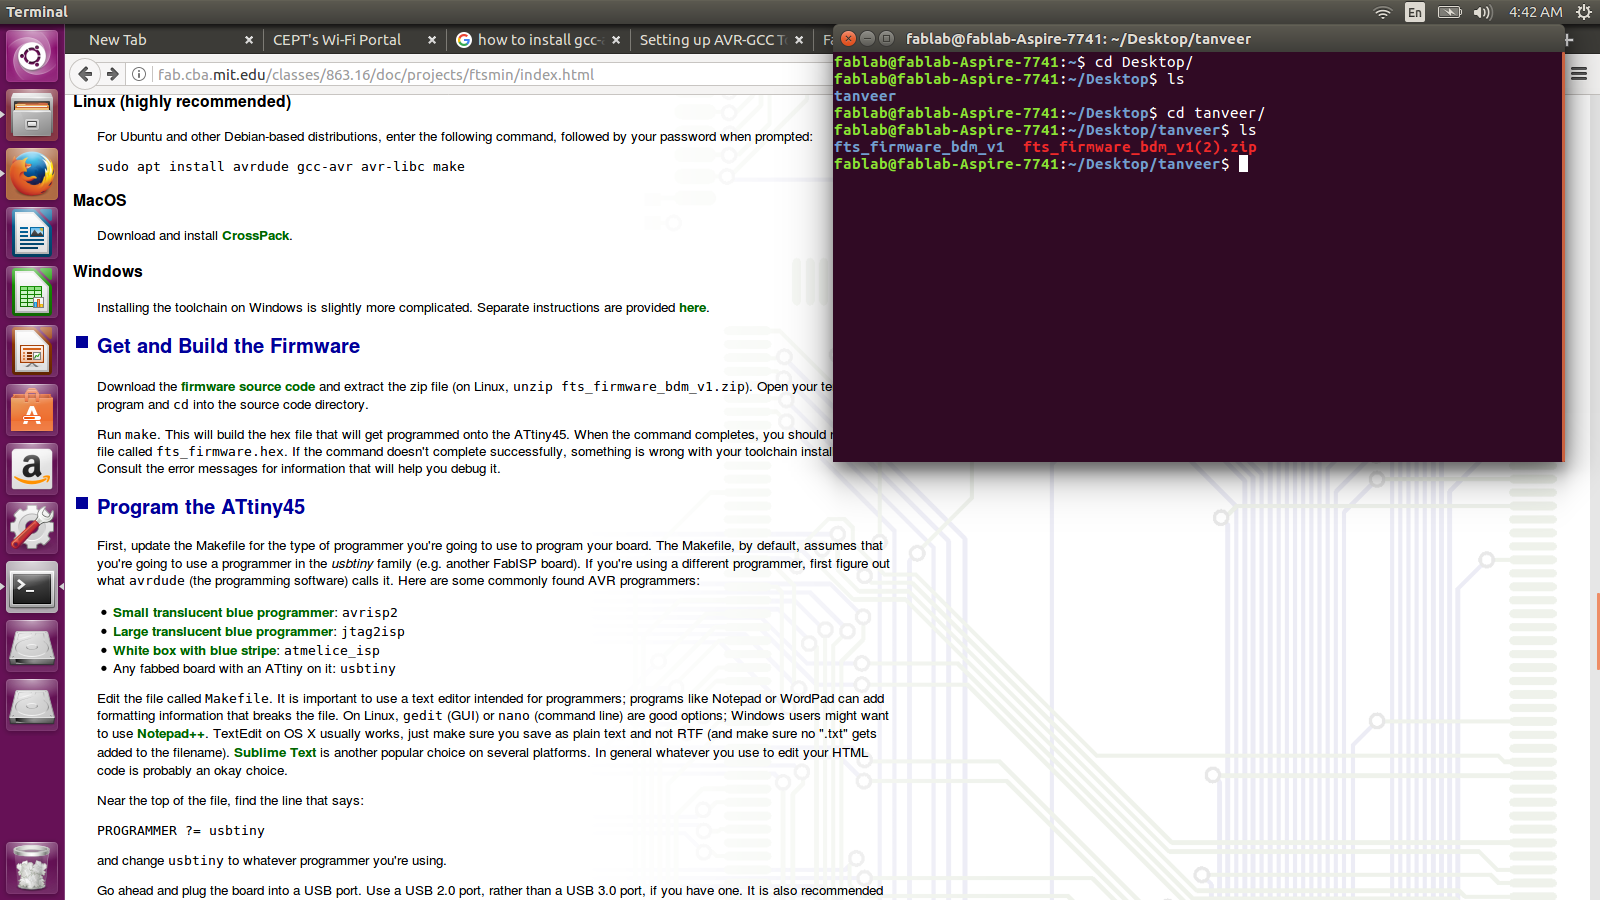 Terminal
En
4:42 AM
New Tab
CEPT's Wi-Fi Portal
how to install gcc-
Setting up AVR-GCC T
fab.cba.mit.edu/classes/863.16/doc/projects/ftsmin/index.html
Linux (highly recommended)
For Ubuntu and other Debian-based distributions, enter the following command, followed by your password when prompted:
sudo apt install avrdude gcc-avr avr-libc make
MacOS
Download and install CrossPack.
Windows
Installing the toolchain on Windows is slightly more complicated. Separate instructions are provided here.
Get and Build the Firmware
Download the firmware source code and extract the zip file (on Linux, unzip fts_firmware_bdm_v1.zip). Open your te
program and cd into the source code directory.
Run make. This will build the hex file that will get programmed onto the ATtiny45. When the command completes, you should
file called fts_firmware.hex. If the command doesn't complete successfully, something is wrong with your toolchain instal
Consult the error messages for information that will help you debug it.
Program the ATtiny45
First, update the Makefile for the type of programmer you're going to use to program your board. The Makefile, by default, assumes that
you're going to use a programmer in the usbtiny family (e.g. another FabISP board). If you're using a different programmer, first figure out
what avrdude (the programming software) calls it. Here are some commonly found AVR programmers:
• Small translucent blue programmer: avrisp2
• Large translucent blue programmer: jtag2isp
• White box with blue stripe: atmelice_isp
• Any fabbed board with an ATtiny on it: usbtiny
Edit the file called Makefile. It is important to use a text editor intended for programmers; programs like Notepad or WordPad can add
formatting information that breaks the file. On Linux, gedit (GUI) or nano (command line) are good options; Windows users might want
to use Notepad++. TextEdit on OS X usually works, just make sure you save as plain text and not RTF (and make sure no ".txt" gets
added to the filename). Sublime Text is another popular choice on several platforms. In general whatever you use to edit your HTML
code is probably an okay choice.
Near the top of the file, find the line that says:
PROGRAMMER ?= usbtiny
and change usbtiny to whatever programmer you're using.
Go ahead and plug the board into a USB port. Use a USB 2.0 port, rather than a USB 3.0 port, if you have one. It is also recommended
fablab@fablab-Aspire-7741: ~/Desktop/tanveer
fablab@fablab-Aspire-7741:~$ cd Desktop/
fablab@fablab-Aspire-7741:~/Desktop$ ls
tanveer
fablab@fablab-Aspire-7741:~/Desktop$ cd tanveer/
fablab@fablab-Aspire-7741:~/Desktop/tanveer$ ls
fts_firmware_bdm_v1  fts_firmware_bdm_v1(2).zip
fablab@fablab-Aspire-7741:~/Desktop/tanveer$